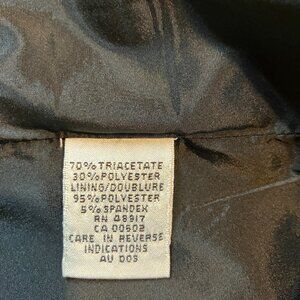 70% TRIACETATE
30% POLYESTER
LINING/DOUBLURE
95% POLYESTER
5% SPANDEX
RN 48917
CA 00602
CARE IN REVERSE
INDICATIONS
AU DOS